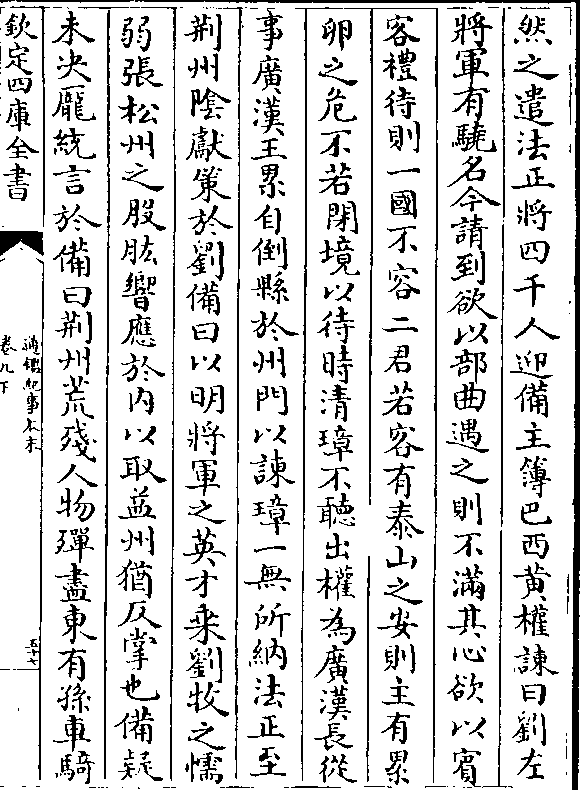 然之遣法正將四千人迎備主簿巴西黄權諫曰劉左
將軍有驍名今請到欲以部曲遇之則不滿其心欲以賓
客禮待則一國不容二君若客有泰山之安則主有累
卵之危不若閉境以待時清璋不聽出權為廣漢長從
事廣漢王累自倒縣於州門以諫璋一無所納法正至
荆州陰獻策於劉備曰以明將軍之英才乘劉牧之懦
弱張松州之股肱響應於内以取益州猶反掌也備疑
未决龐統言於備曰荆州荒殘人物殫盡東有孫車騎
欽定四庫全書
通鑑紀事本末
卷九下
五十七